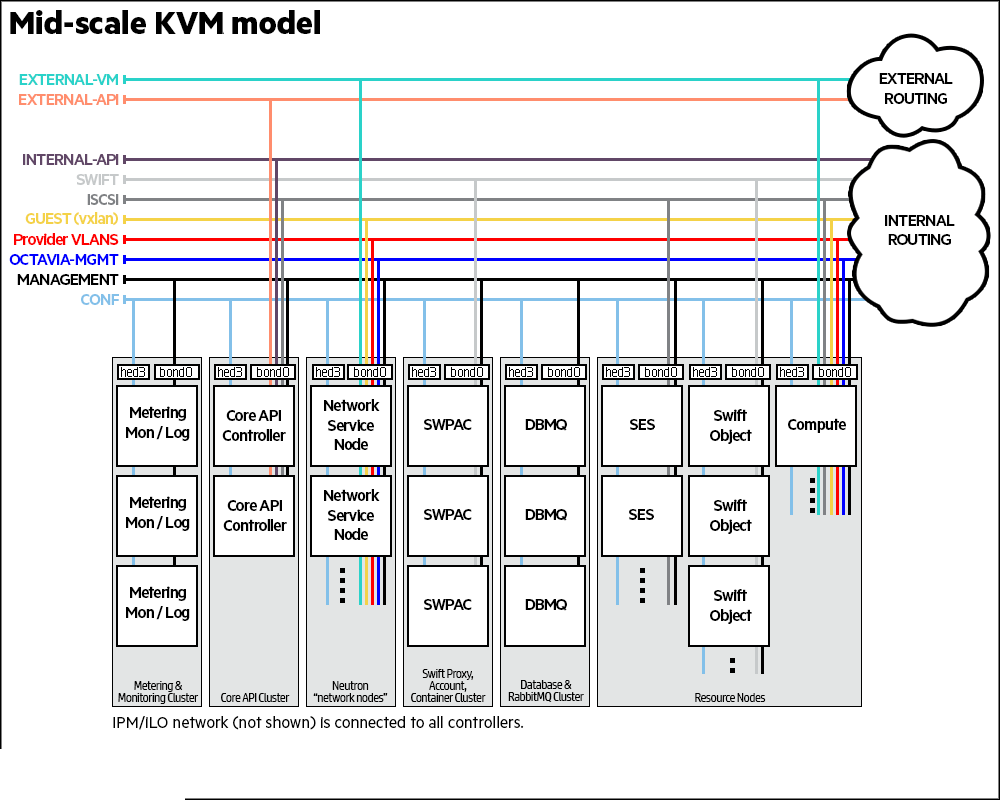 Mid-scale KVM model
EXTERNAL-VM
EXTERNAL-API
EXTERNAL
ROUTING
INTERNAL-API
SWIFT
ISCSI
GUEST (vxlan)
Provider VLANS
OCTAVIA-MGMT
MANAGEMENT
CONF
INTERNAL
ROUTING
hed3 bond0 hed3 bond0 hed3 bond0 hed3 bond0 hed3 bond0 hed3 bond0 hed3 bond0 hed3 bond0
Metering
Mon / Log
Core API
Controller
Network
Service
Node
SWPAC
DBMQ
SES
Swift
Object
Compute
Metering
Mon / Log
Core API
Controller
Network
Service
Node
SWPAC
DBMQ
SES
Swift
Object
Metering
Mon / Log
SWPAC
DBMQ
Swift
Object
Metering &
Monitoring Cluster
Core API Cluster
Neutron
“network nodes”
Swift Proxy,
Account,
Container Cluster
Database &
RabbitMQ Cluster
Resource Nodes
IPM/ILO network (not shown) is connected to all controllers.